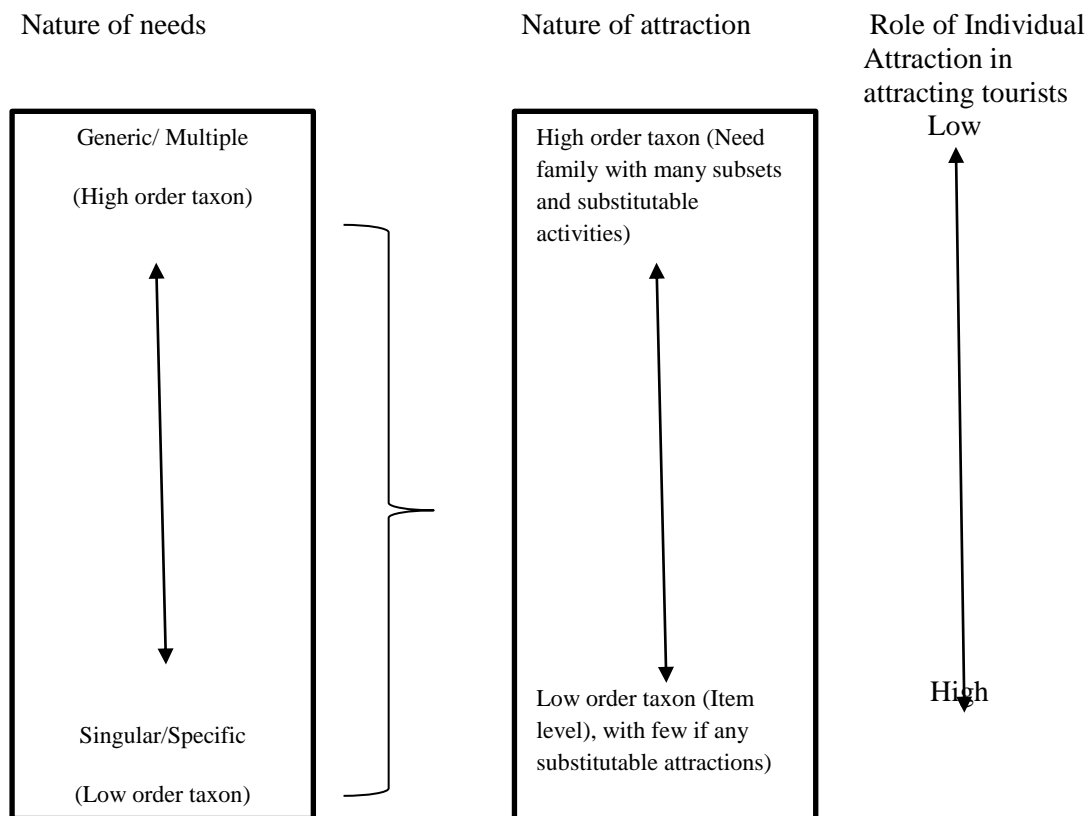 Nature of needs
Nature of attraction
Role of Individual
Attraction in
attracting tourists
Low
Generic/ Multiple
(High order taxon)
High order taxon (Need
family with many subsets
and substitutable
activities)
Singular/Specific
(Low order taxon)
Low order taxon (Item
level), with few if any
substitutable attractions)
High